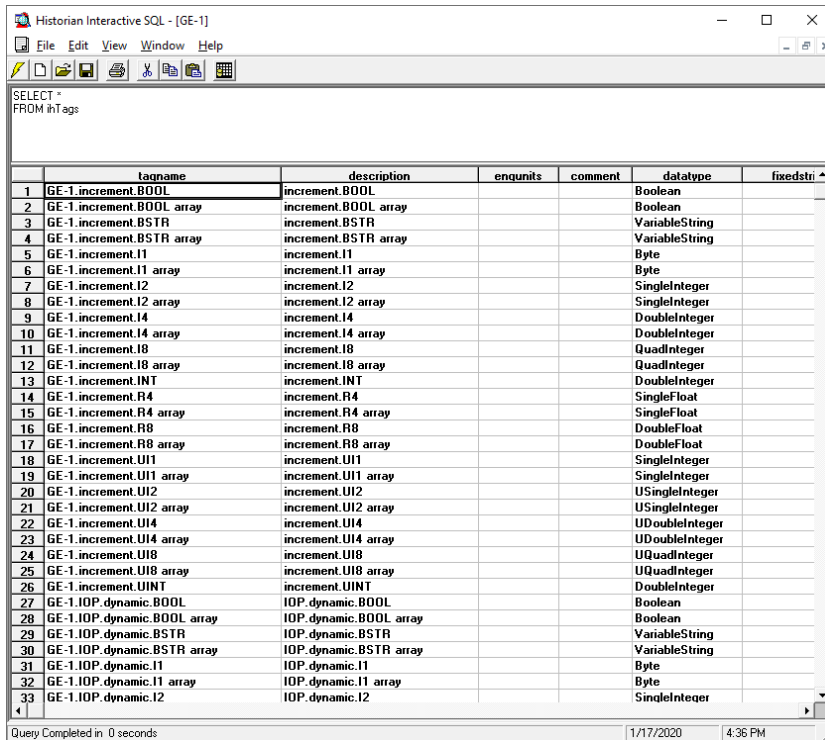 Historian Interactive SQL - [GE-1]
File Edit View Window Help
SELECT *
FROM ihTags
tagname description engunits comment datatype fixedstri
1 GE-1.increment.BOOL increment.BOOL Boolean
2 GE-1.increment.BOOL array increment.BOOL array Boolean
3 GE-1.increment.BSTR increment.BSTR VariableString
4 GE-1.increment.BSTR array increment.BSTR array VariableString
5 GE-1.increment.I1 increment.I1 Byte
6 GE-1.increment.I1 array increment.I1 array Byte
7 GE-1.increment.I2 increment.I2 SingleInteger
8 GE-1.increment.I2 array increment.I2 array SingleInteger
9 GE-1.increment.I4 increment.I4 DoubleInteger
10 GE-1.increment.I4 array increment.I4 array DoubleInteger
11 GE-1.increment.I8 increment.I8 QuadInteger
12 GE-1.increment.I8 array increment.I8 array QuadInteger
13 GE-1.increment.INT increment.INT DoubleInteger
14 GE-1.increment.R4 increment.R4 SingleFloat
15 GE-1.increment.R4 array increment.R4 array SingleFloat
16 GE-1.increment.R8 increment.R8 DoubleFloat
17 GE-1.increment.R8 array increment.R8 array DoubleFloat
18 GE-1.increment.UI1 increment.UI1 SingleInteger
19 GE-1.increment.UI1 array increment.UI1 array SingleInteger
20 GE-1.increment.UI2 increment.UI2 USingleInteger
21 GE-1.increment.UI2 array increment.UI2 array USingleInteger
22 GE-1.increment.UI4 increment.UI4 UDoubleInteger
23 GE-1.increment.UI4 array increment.UI4 array UDoubleInteger
24 GE-1.increment.UI8 increment.UI8 UQuadInteger
25 GE-1.increment.UI8 array increment.UI8 array UQuadInteger
26 GE-1.increment.UINT increment.UINT DoubleInteger
27 GE-1.IOP.dynamic.BOOL IOP.dynamic.BOOL Boolean
28 GE-1.IOP.dynamic.BOOL array IOP.dynamic.BOOL array Boolean
29 GE-1.IOP.dynamic.BSTR IOP.dynamic.BSTR VariableString
30 GE-1.IOP.dynamic.BSTR array IOP.dynamic.BSTR array VariableString
31 GE-1.IOP.dynamic.I1 IOP.dynamic.I1 Byte
32 GE-1.IOP.dynamic.I1 array IOP.dynamic.I1 array Byte
33 GE-1.IOP.dynamic.I2 IOP.dynamic.I2 SingleInteger
Query Completed in 0 seconds 1/17/2020 4:36 PM